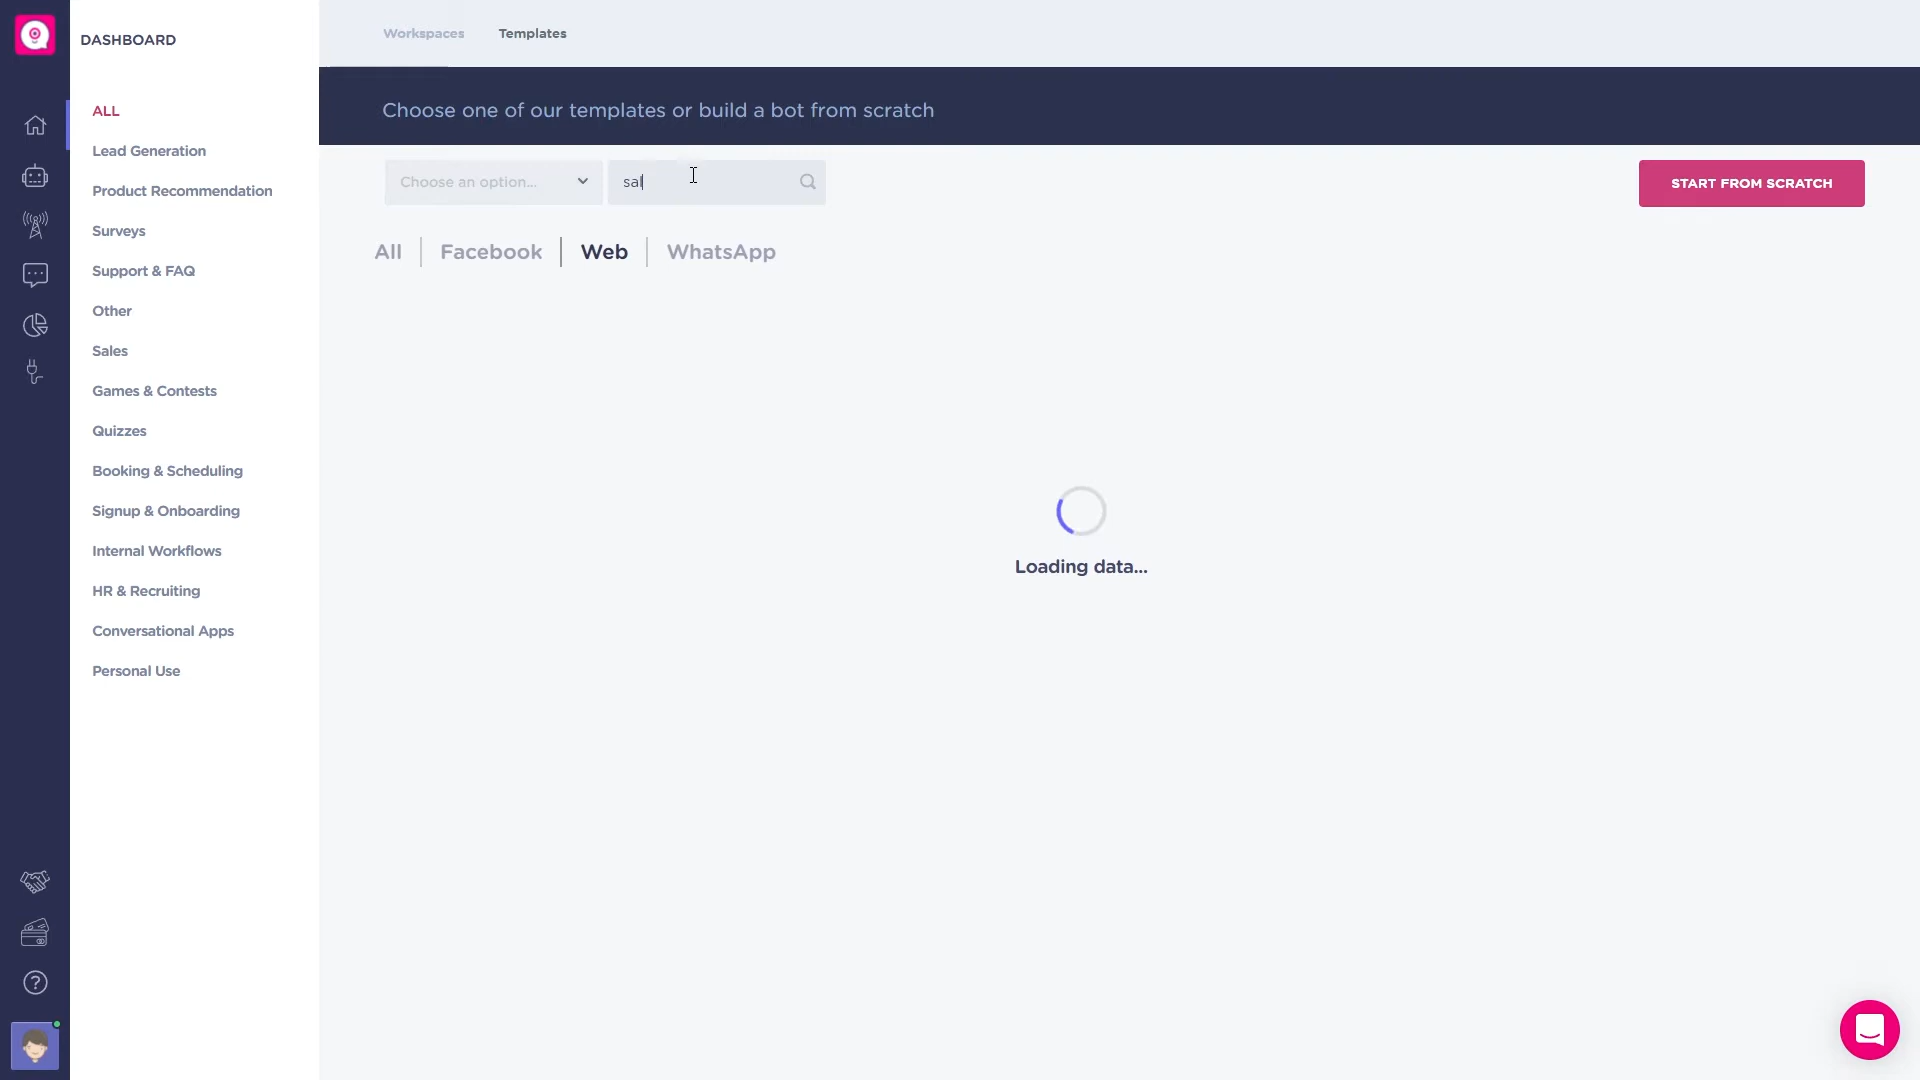 DASHBOARD
Workspaces
Templates
Choose one of our templates or build a bot from scratch
ALL
Lead Generation
Product Recommendation
Surveys
Support & FAQ
Other
Sales
Games & Contests
Quizzes
Booking & Scheduling
Signup & Onboarding
Internal Workflows
HR & Recruiting
Conversational Apps
Personal Use
Choose an option...
sal
START FROM SCRATCH
All
Facebook
Web
WhatsApp
Loading data...
?